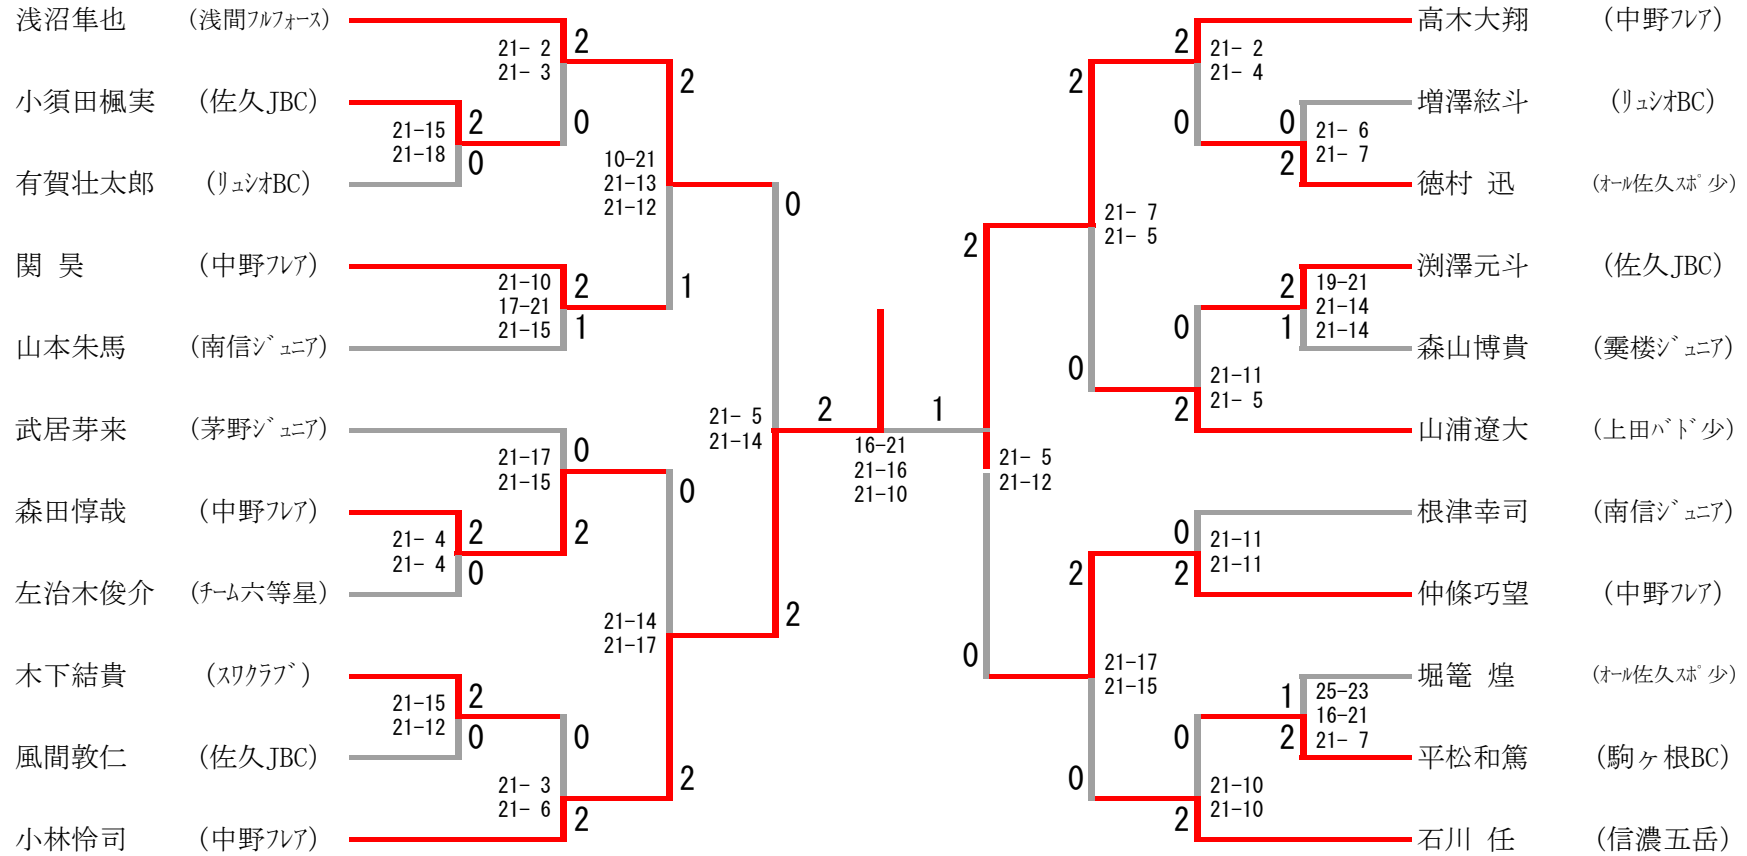 浅沼隼也 (浅間フルフォース)
21- 2 2
21- 3
2
小須田楓実 (佐久JBC)
21-15 2 0
21-18 0
10-21
21-13
21-12
有賀壮太郎 (リュシオBC)
0
関 昊 (中野フレア)
21-10 2 1
17-21
21-15 1
山本朱馬 (南信ジュニア)
武居芽来 (茅野ジュニア)
21-17 0
21-15
0
21- 5
21-14
森田惇哉 (中野フレア)
21- 4 2 2
21- 4 0
左治木俊介 (チーム六等星)
21-14
21-17
2
木下結貴 (スワクラブ)
21-15 2
21-12 0 0
風間敦仁 (佐久JBC)
21- 3
21- 6 2
2
小林怜司 (中野フレア)
2 1
16-21
21-16
21-10
高木大翔 (中野フレア)
2 21- 2
21- 4
2
増澤絃斗 (リュシオBC)
0 0 21- 6
2 21- 7
徳村 迅 (オール佐久スポ少)
21- 7
21- 5
2
渕澤元斗 (佐久JBC)
2 19-21
21-14
0 1 21-14
森山博貴 (雲楼ジュニア)
0
21-11
2 21- 5
山浦遼大 (上田バド少)
21- 5
21-12
根津幸司 (南信ジュニア)
0 21-11
2 21-11
2
仲條巧望 (中野フレア)
0
21-17
21-15
堀篭 煌 (オール佐久スポ少)
1 25-23
16-21
0 2 21- 7
平松和篤 (駒ヶ根BC)
0
21-10
2 21-10
石川 任 (信濃五岳)